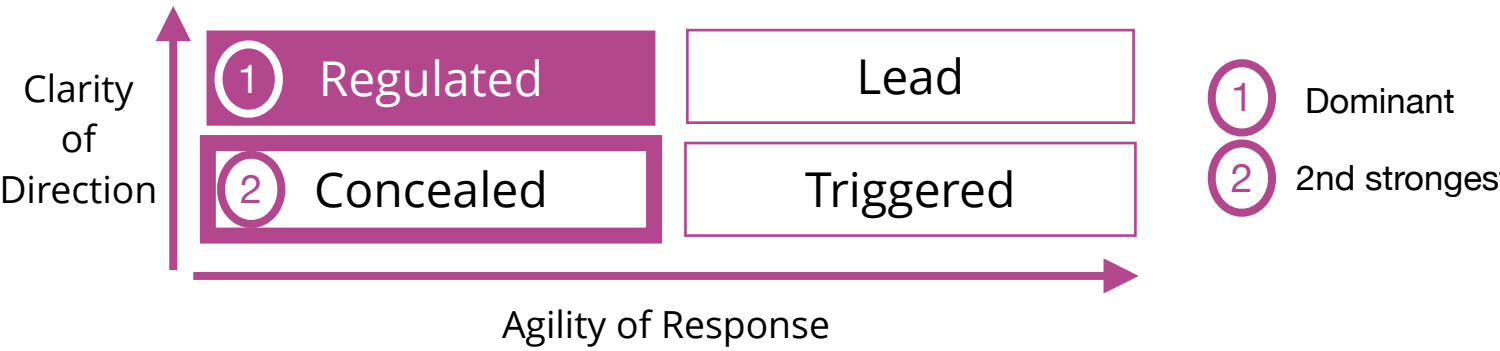 Clarity
of
Direction
1 Regulated
Lead
2 Concealed
Triggered
Agility of Response
1 Dominant
2 2nd strongest